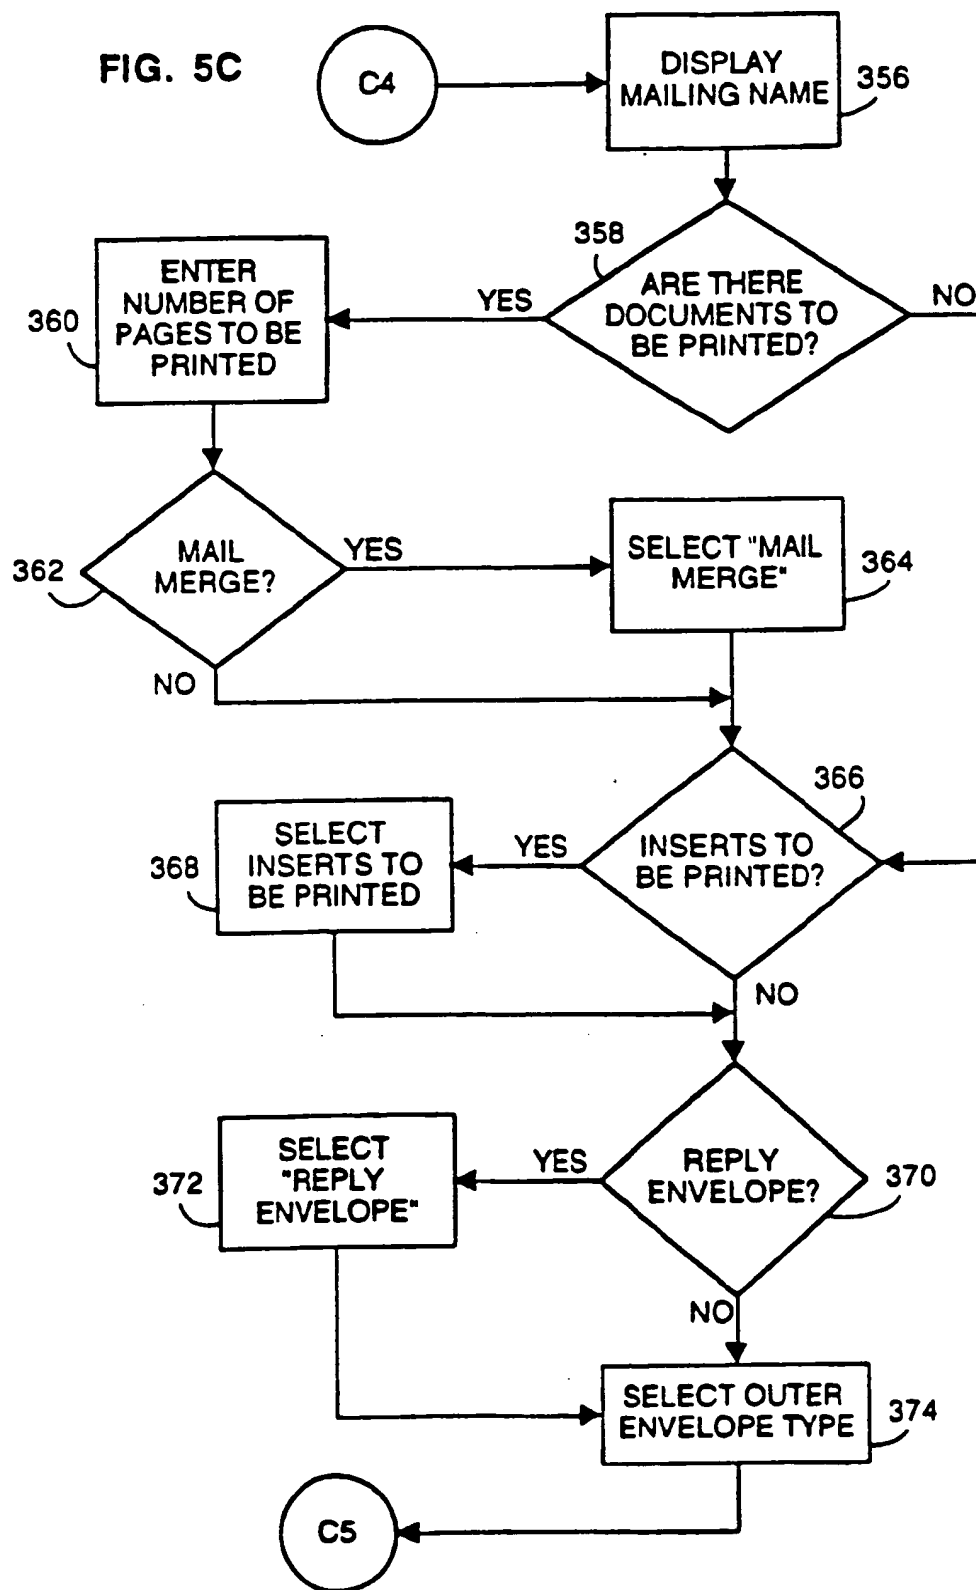 FIG. 5C
C4
DISPLAY
MAILING NAME
356
358
ARE THERE
DOCUMENTS TO
BE PRINTED?
YES
NO
ENTER
NUMBER OF
PAGES TO BE
PRINTED
360
MAIL
MERGE?
362
YES
NO
SELECT "MAIL
MERGE"
364
366
INSERTS TO
BE PRINTED?
YES
NO
SELECT
INSERTS TO
BE PRINTED
368
REPLY
ENVELOPE?
370
YES
NO
SELECT
"REPLY
ENVELOPE"
372
SELECT OUTER
ENVELOPE TYPE
374
C5